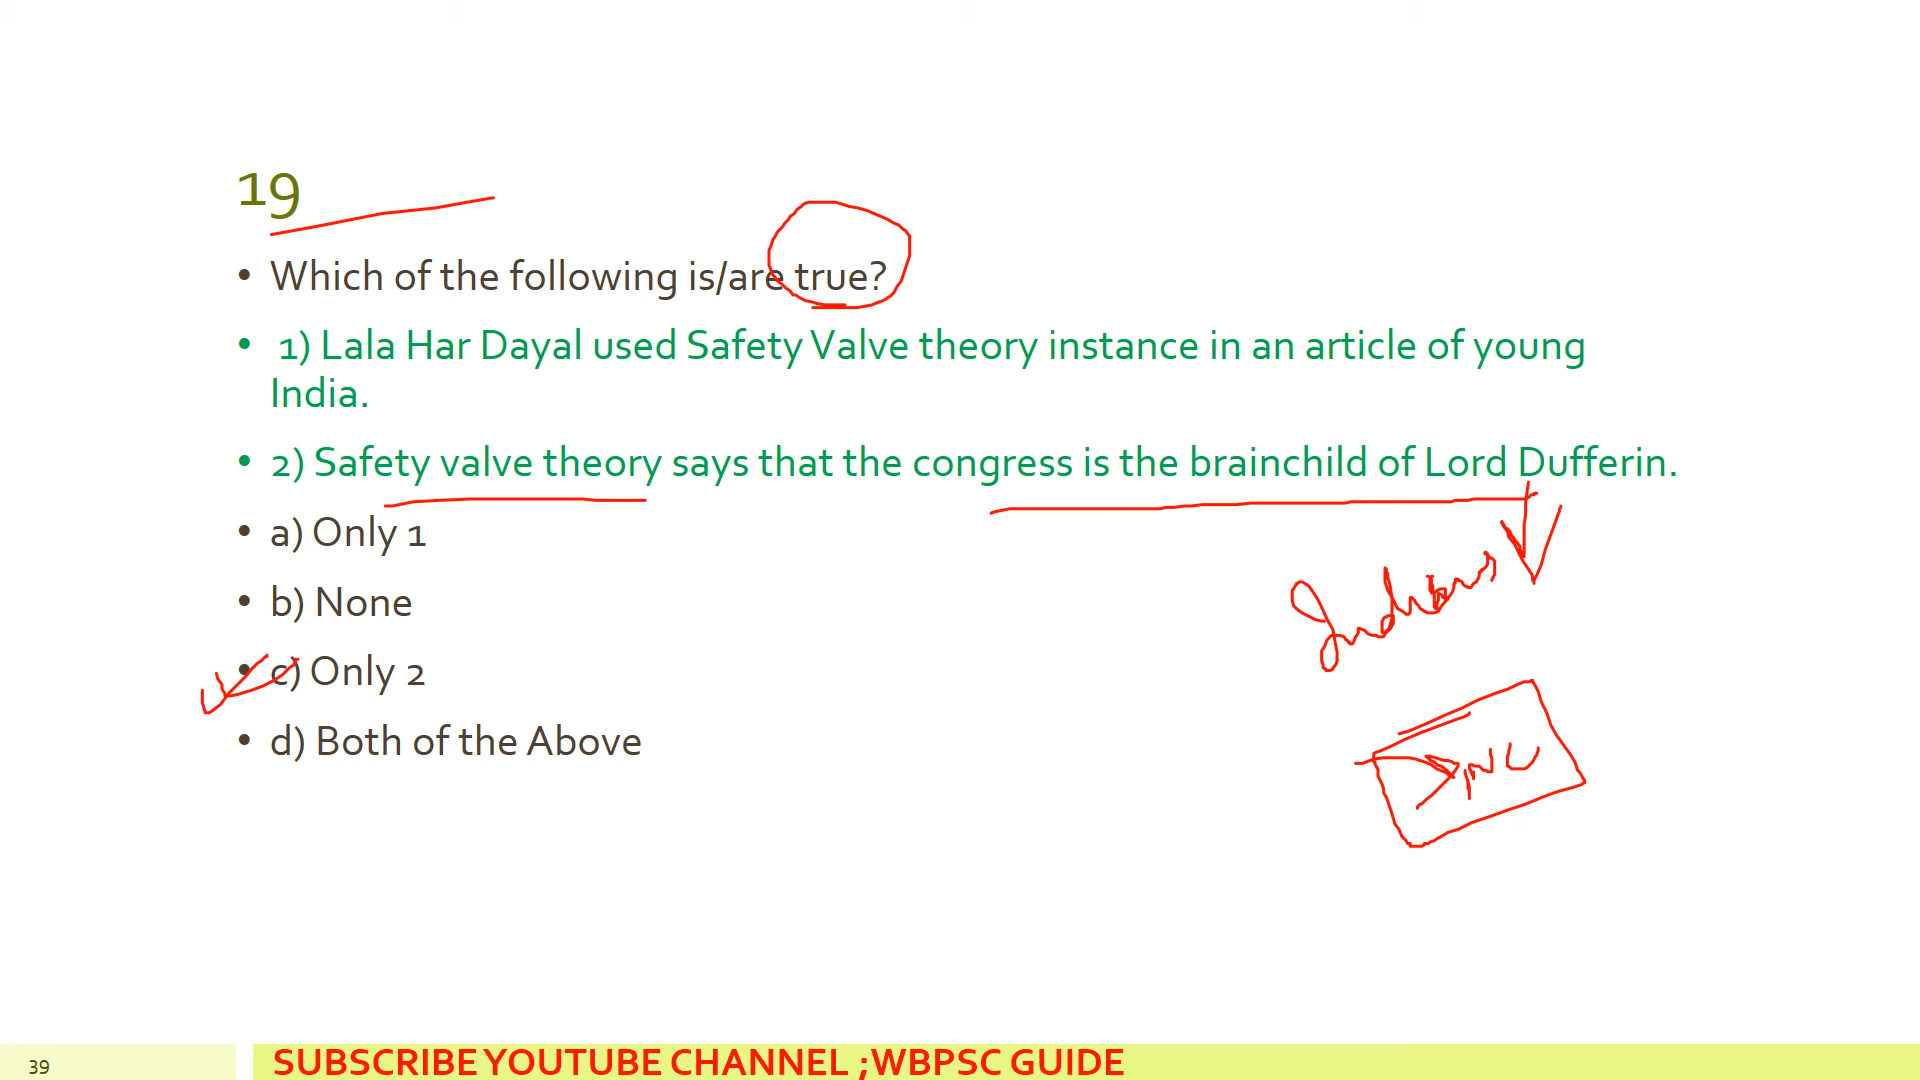 19
• Which of the following is/are true?
• 1) Lala Har Dayal used Safety Valve theory instance in an article of young
India.
• 2) Safety valve theory says that the congress is the brainchild of Lord Dufferin.
• a) Only 1
• b) None
Indians
• c) Only 2
• d) Both of the Above
INC
39
SUBSCRIBE YOUTUBE CHANNEL ;WBPSC GUIDE